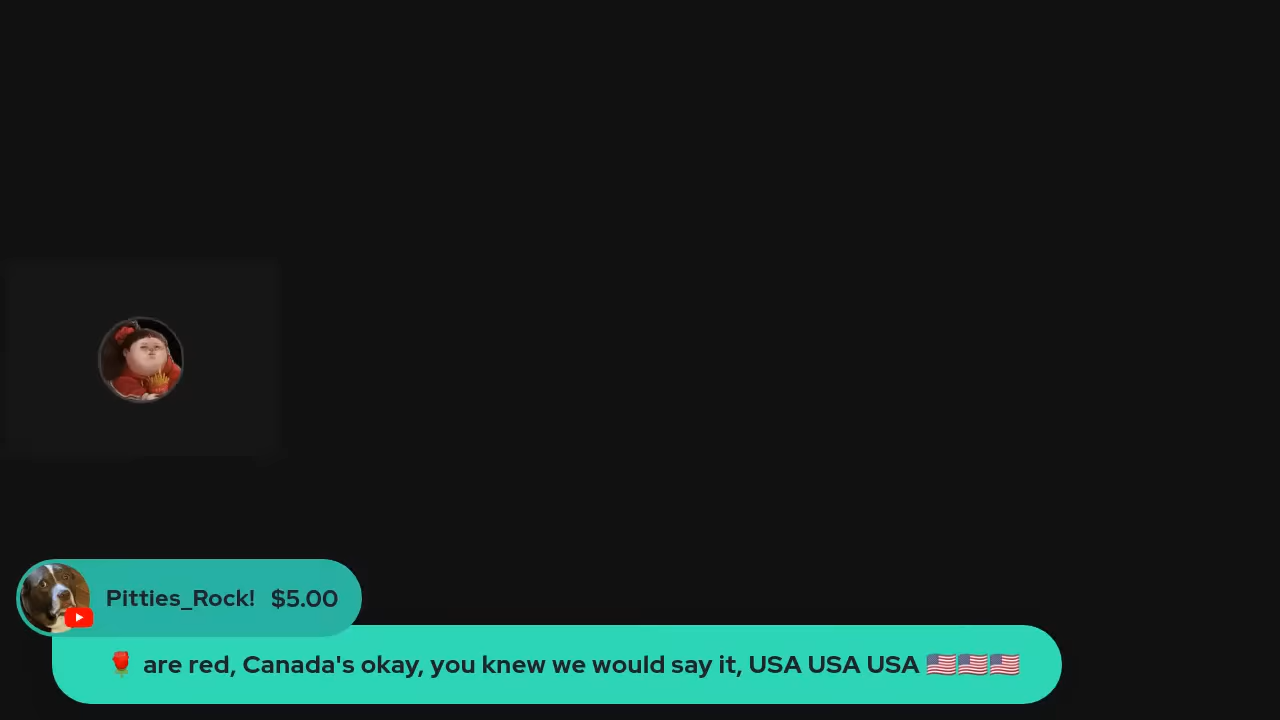 Pitties_Rock! $5.00
🌹 are red, Canada's okay, you knew we would say it, USA USA USA 🇺🇸🇺🇸🇺🇸